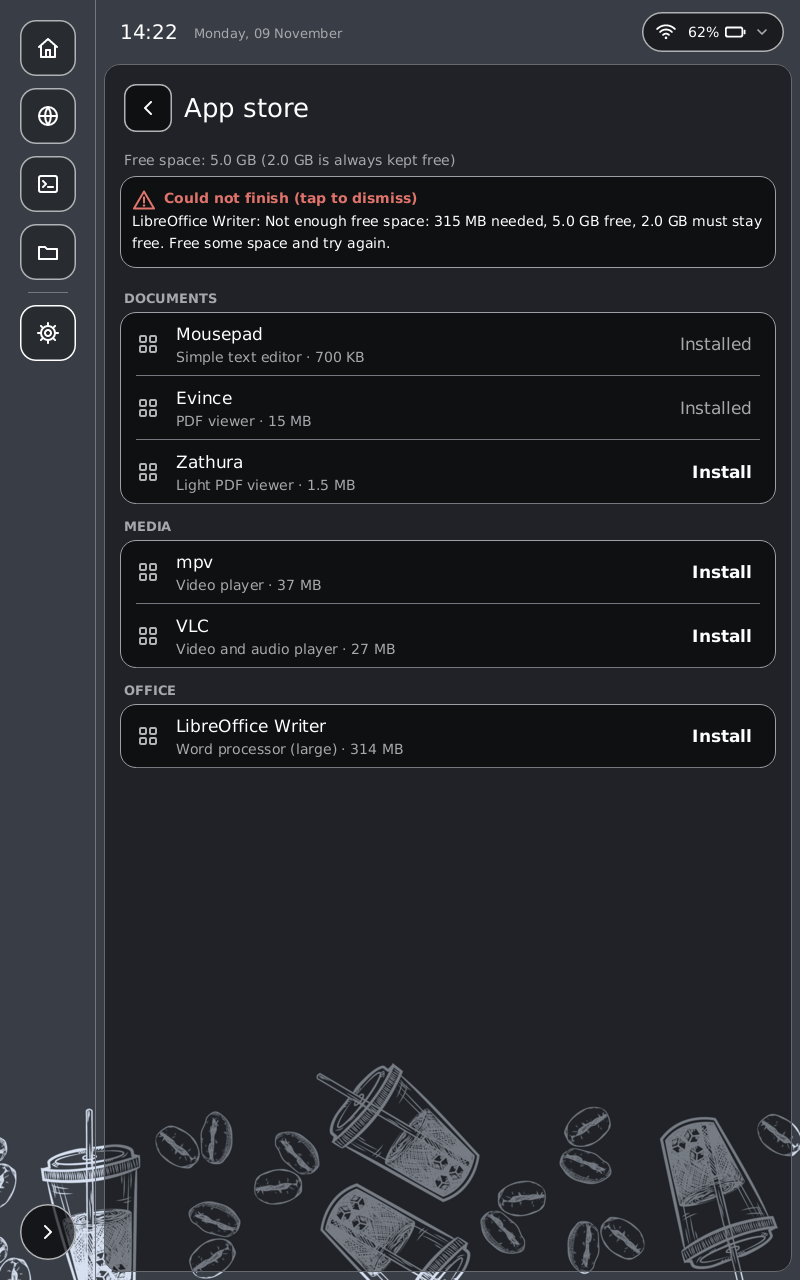 14:22 Monday, 09 November 62%
App store
Free space: 5.0 GB (2.0 GB is always kept free)
Could not finish (tap to dismiss)
LibreOffice Writer: Not enough free space: 315 MB needed, 5.0 GB free, 2.0 GB must stay
free. Free some space and try again.
DOCUMENTS
Mousepad
Simple text editor · 700 KB
Installed
Evince
PDF viewer · 15 MB
Installed
Zathura
Light PDF viewer · 1.5 MB
Install
MEDIA
mpv
Video player · 37 MB
Install
VLC
Video and audio player · 27 MB
Install
OFFICE
LibreOffice Writer
Word processor (large) · 314 MB
Install